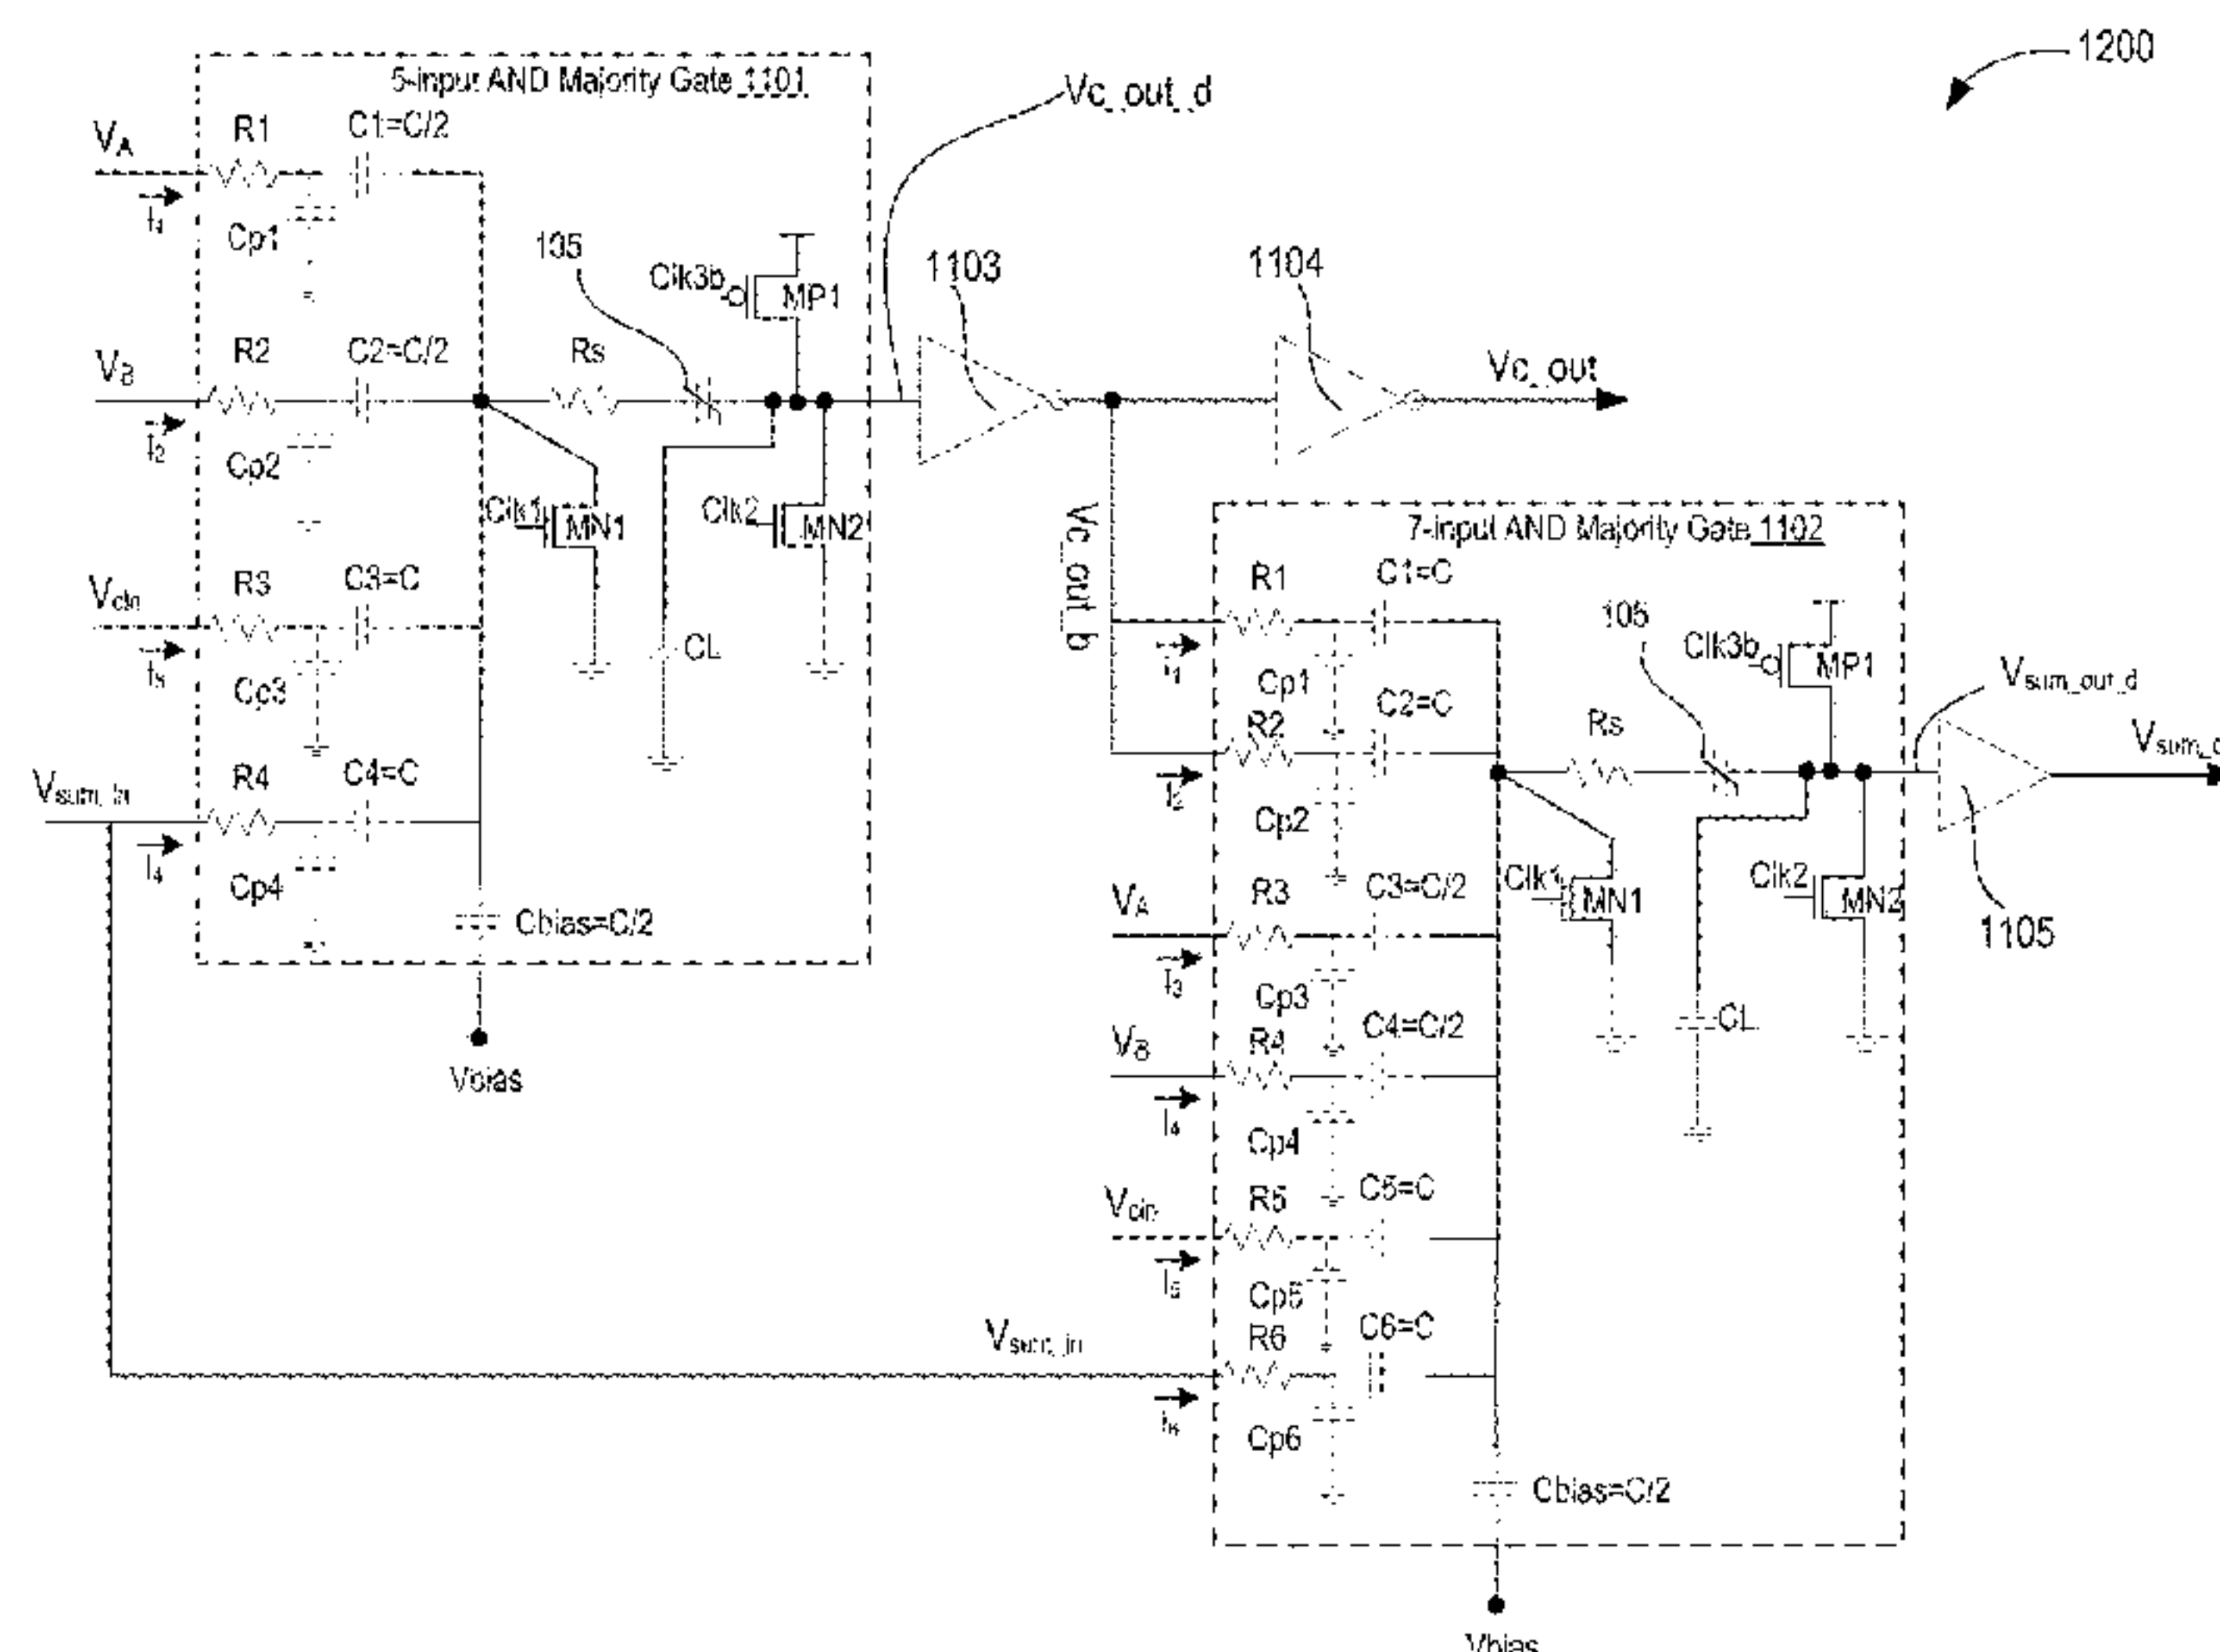 1200
5-input AND Majority Gate 1101
Vc_out_d
VA
R1
C1=C/2
I1
Cp1
105
Clk3b
MP1
1103
1104
VB
R2
C2=C/2
Rs
Vc_out
I2
Cp2
Clk1
MN1
Clk2
MN2
Vcin
R3
C3=C
Cp3
CL
Vsum_in
R4
C4=C
I4
Cp4
Cbias=C/2
Vbias
Vc_out_b
7-input AND Majority Gate 1102
R1
C1=C
I1
Cp1
105
Clk3b
MP1
Vsum_out_d
R2
C2=C
Rs
I2
Cp2
VA
R3
C3=C/2
Clk1
MN1
Clk2
MN2
1105
I3
Cp3
CL
VB
R4
C4=C/2
I4
Cp4
Vcin
R5
C5=C
I5
Cp5
Vsum_in
R6
C6=C
I6
Cp6
Cbias=C/2
Vbias